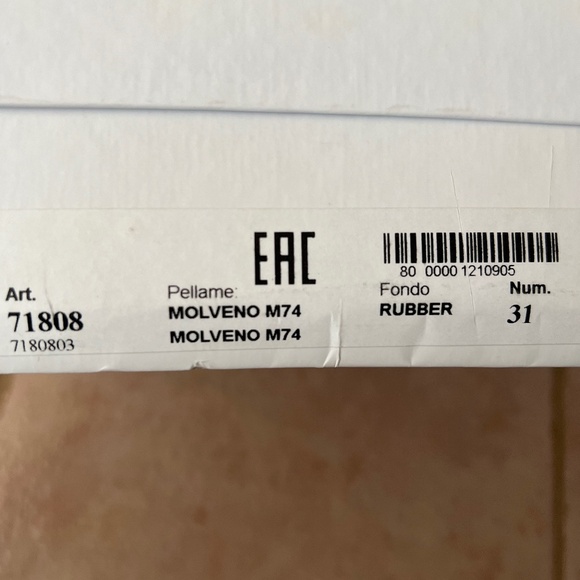 EAC
80 0000 1210905
Art. Pellame: Fondo Num.
71808 MOLVENO M74 RUBBER 31
7180803 MOLVENO M74